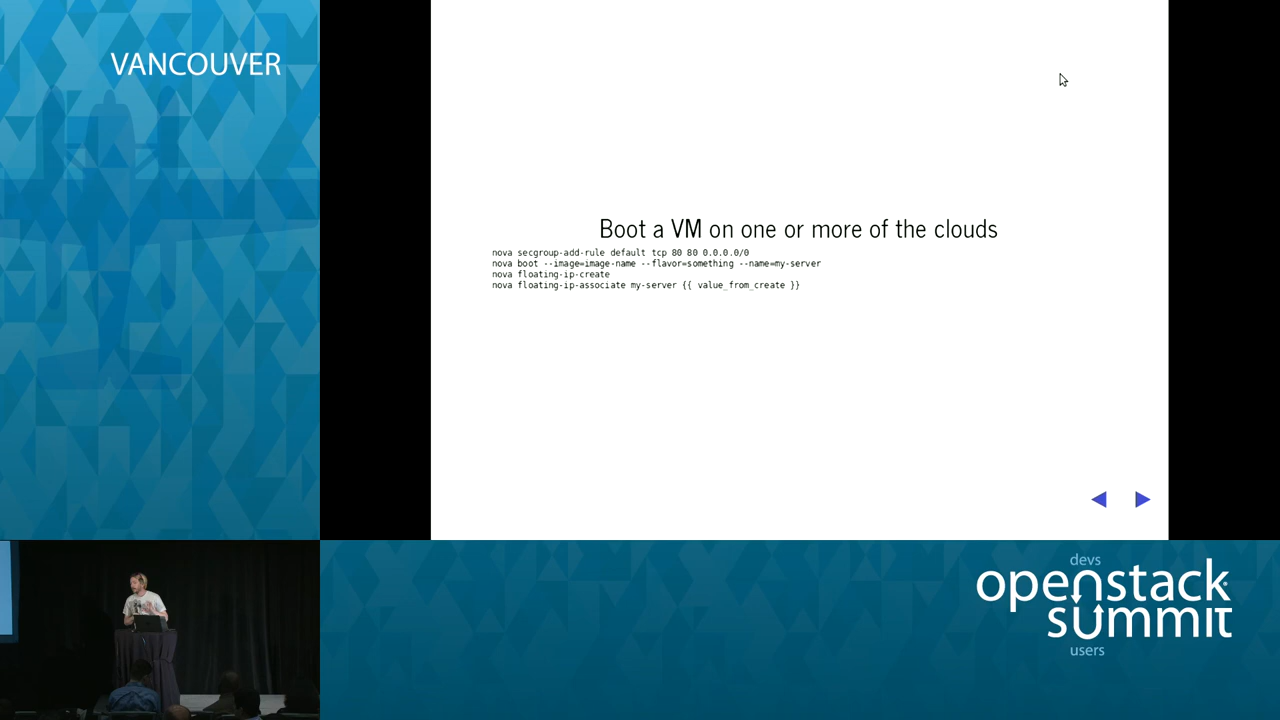 VANCOUVER
Boot a VM on one or more of the clouds
nova secgroup-add-rule default tcp 80 80 0.0.0.0/0
nova boot --image=image-name --flavor=something --name=my-server
nova floating-ip-create
nova floating-ip-associate my-server {{ value_from_create }}
devs
openstack
summit
users